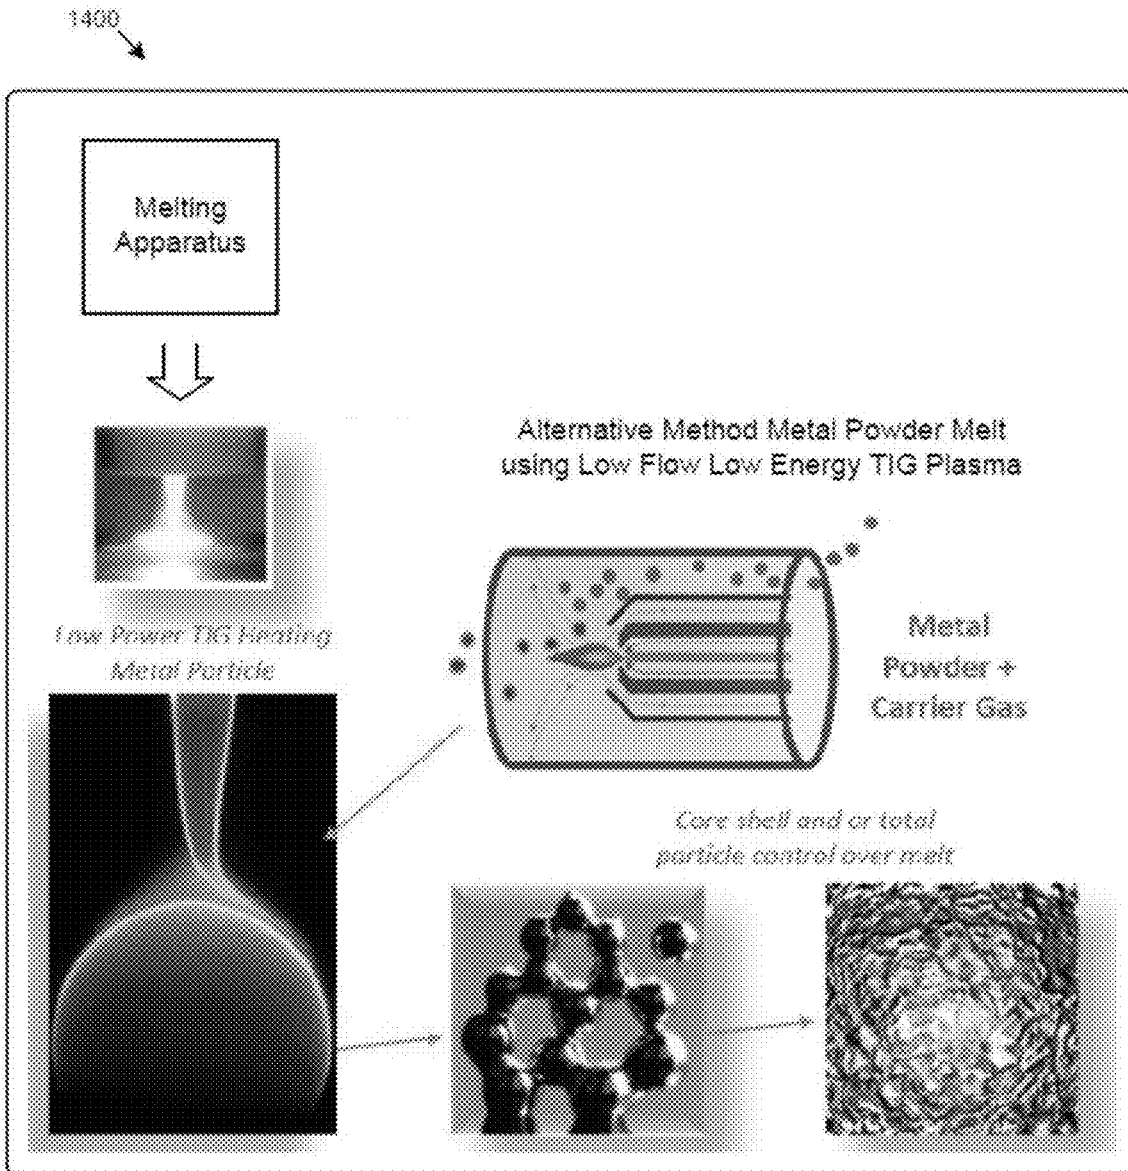 1400
Melting
Apparatus
Alternative Method Metal Powder Melt
using Low Flow Low Energy TIG Plasma
Low Power TIG Heating
Metal Particle
Metal
Powder +
Carrier Gas
Core shell and or total
particle control over melt